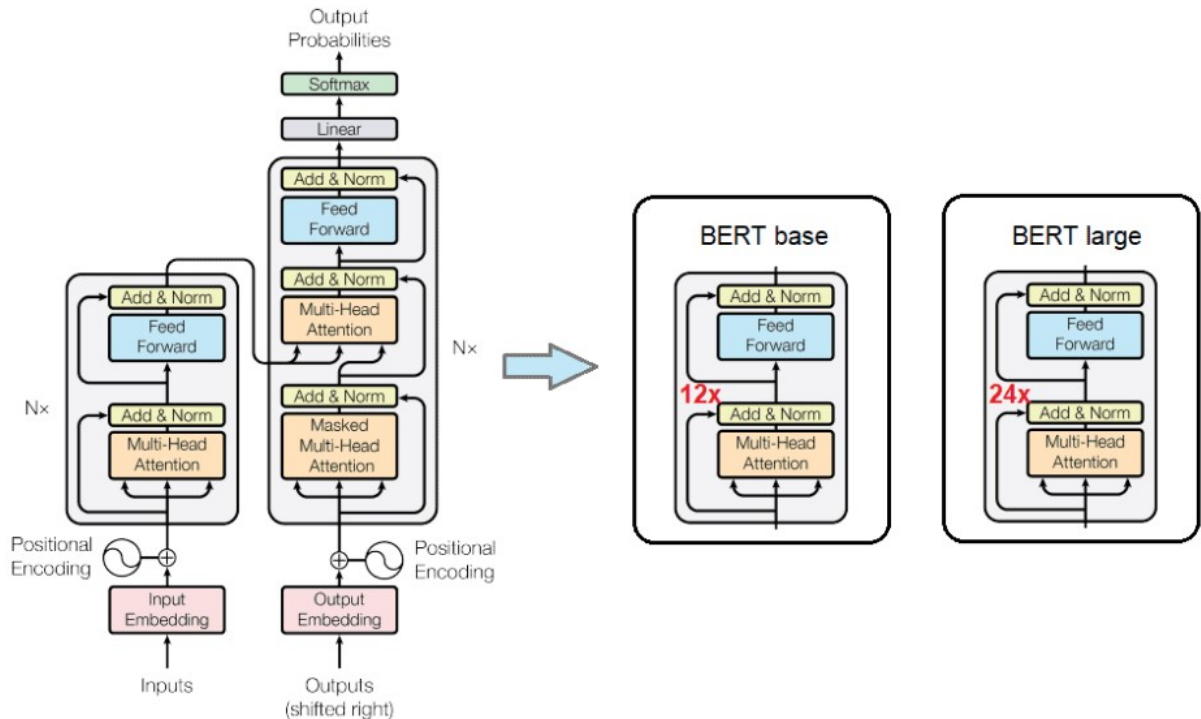 Output
Probabilities
Softmax
Linear
Add & Norm
Feed
Forward
Add & Norm
Multi-Head
Attention
Add & Norm
Masked
Multi-Head
Attention
Nx
Add & Norm
Feed
Forward
Add & Norm
Multi-Head
Attention
Nx
Positional
Encoding
Positional
Encoding
Input
Embedding
Output
Embedding
Inputs
Outputs
(shifted right)
BERT base
Add & Norm
Feed
Forward
12x
Add & Norm
Multi-Head
Attention
BERT large
Add & Norm
Feed
Forward
24x
Add & Norm
Multi-Head
Attention